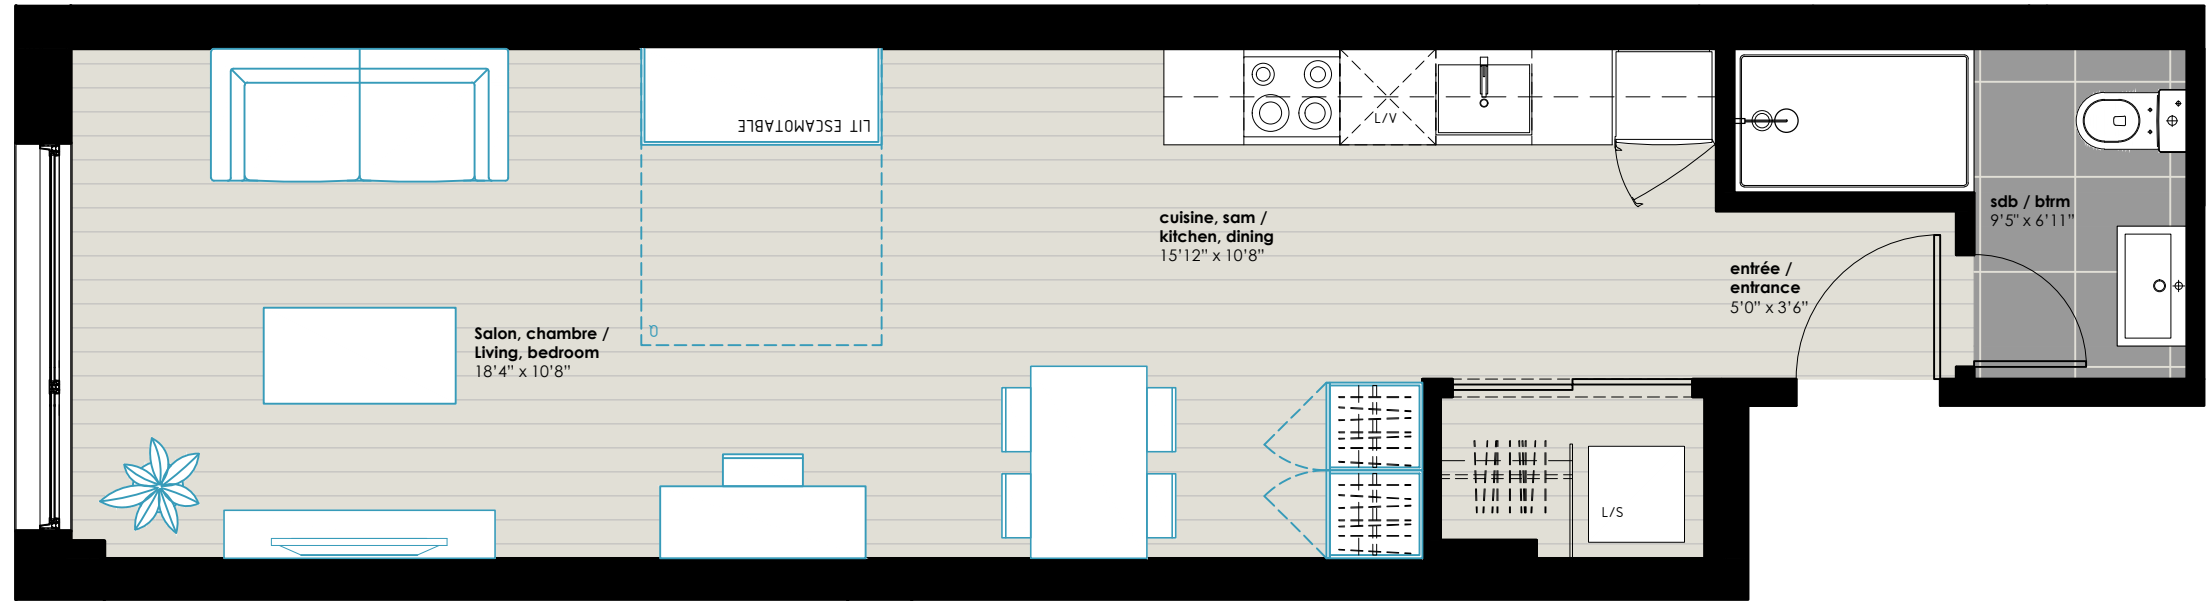 LIT ESCAMOTABLE
L/V
sdb / btrm
9'5" x 6'11"
cuisine, sam /
kitchen, dining
15'12" x 10'8"
entrée /
entrance
5'0" x 3'6"
Salon, chambre /
Living, bedroom
18'4" x 10'8"
L/S